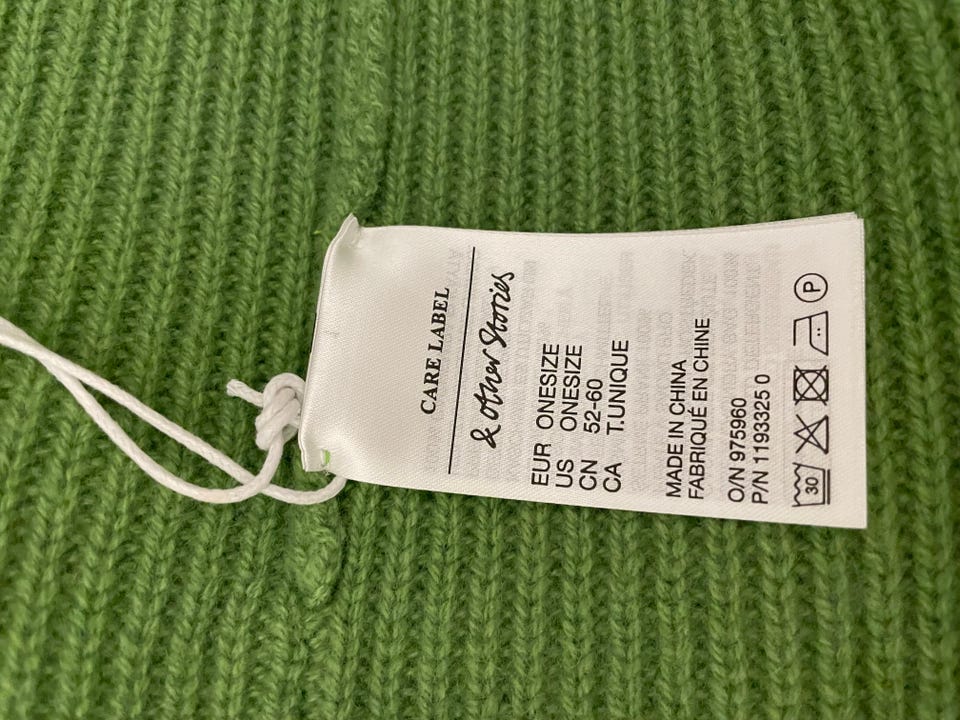 CARE LABEL
& Other Stories
EUR ONESIZE
US ONESIZE
CN 52-60
CA T.UNIQUE
MADE IN CHINA
FABRIQUÉ EN CHINE
O/N 975960
P/N 1193325 0
30 P